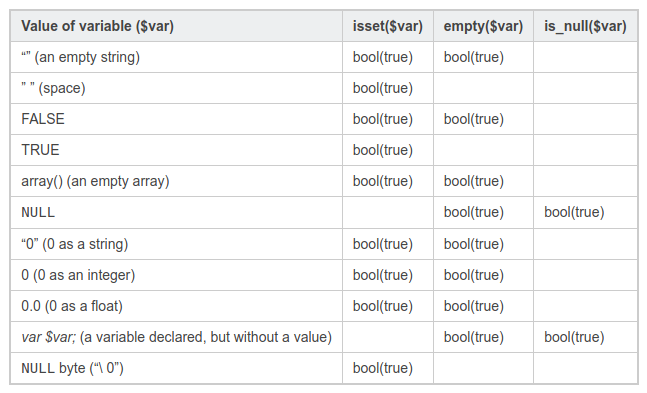 Value of variable ($var) isset($var) empty($var) is_null($var)
“” (an empty string) bool(true) bool(true)
” ” (space) bool(true)
FALSE bool(true) bool(true)
TRUE bool(true)
array() (an empty array) bool(true) bool(true)
NULL bool(true) bool(true)
“0” (0 as a string) bool(true) bool(true)
0 (0 as an integer) bool(true) bool(true)
0.0 (0 as a float) bool(true) bool(true)
var $var; (a variable declared, but without a value) bool(true) bool(true)
NULL byte (“\ 0”) bool(true)